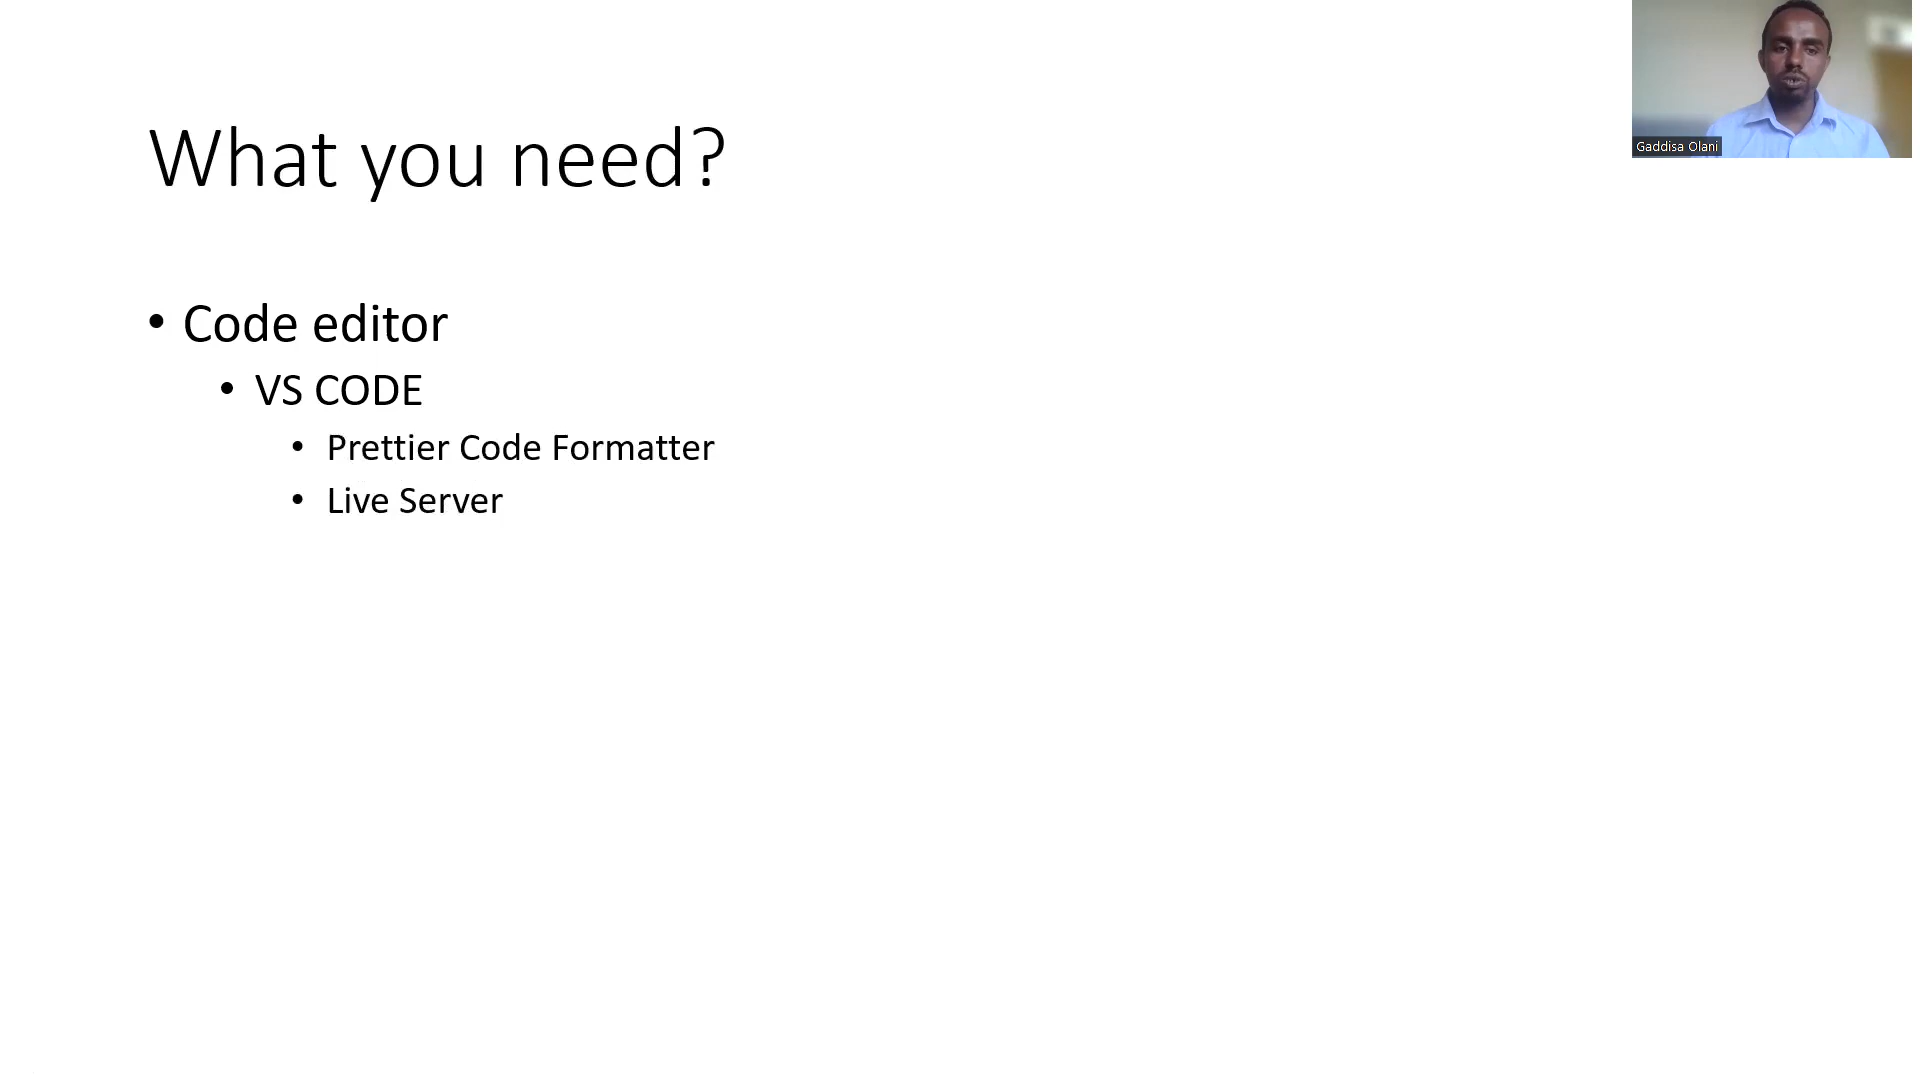 What you need?
• Code editor
• VS CODE
• Prettier Code Formatter
• Live Server
Gaddisa Olani